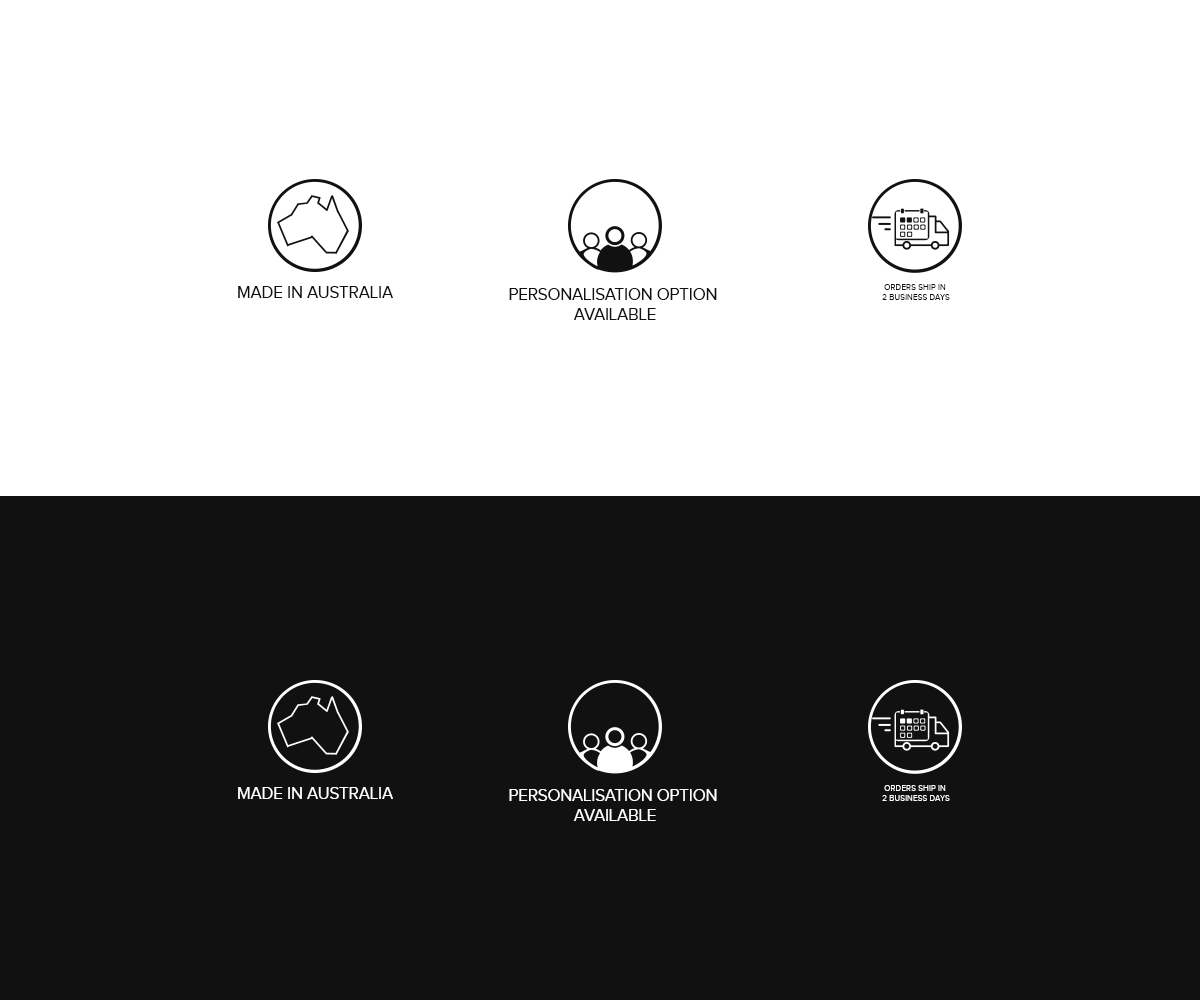 MADE IN AUSTRALIA
PERSONALISATION OPTION
AVAILABLE
ORDERS SHIP IN
2 BUSINESS DAYS
MADE IN AUSTRALIA
PERSONALISATION OPTION
AVAILABLE
ORDERS SHIP IN
2 BUSINESS DAYS